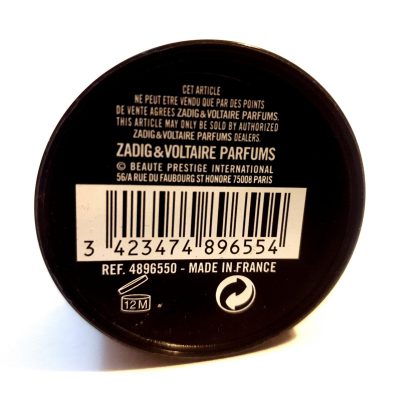 CET ARTICLE
NE PEUT ETRE VENDU QUE PAR DES POINTS
DE VENTE AGREES ZADIG & VOLTAIRE PARFUMS.
THIS ARTICLE MAY ONLY BE SOLD BY AUTHORIZED
ZADIG & VOLTAIRE PARFUMS DEALERS.
ZADIG & VOLTAIRE PARFUMS
© BEAUTE PRESTIGE INTERNATIONAL
56/A RUE DU FAUBOURG ST HONORE 75008 PARIS
3 423474 896554
REF. 4896550 - MADE IN FRANCE
12M